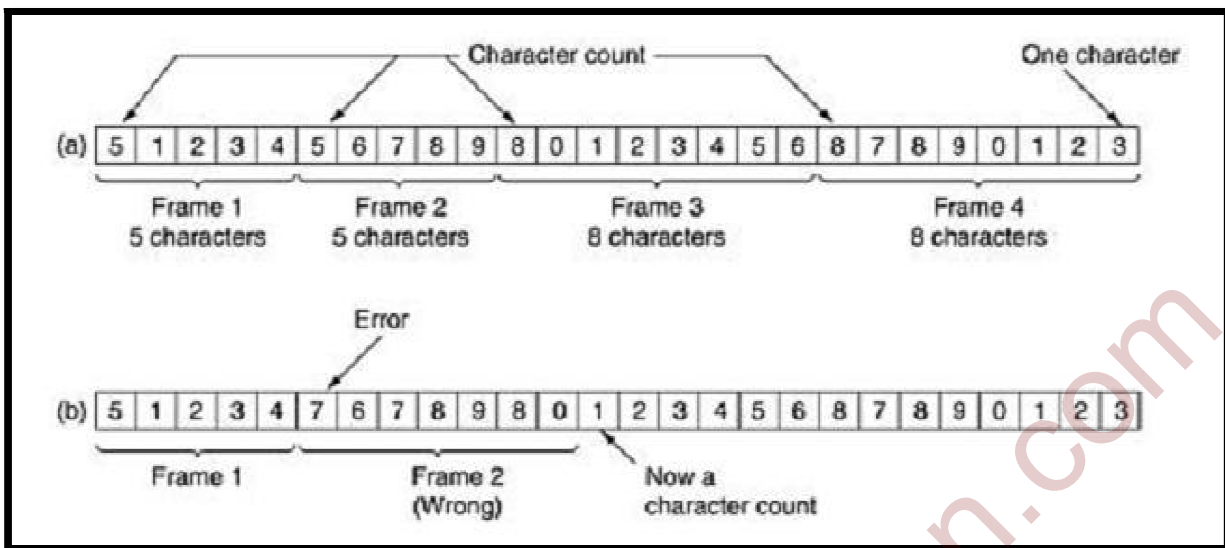 Character count One character
(a) 5 1 2 3 4 5 6 7 8 9 8 0 1 2 3 4 5 6 8 7 8 9 0 1 2 3
Frame 1 Frame 2 Frame 3 Frame 4
5 characters 5 characters 8 characters 8 characters
Error
(b) 5 1 2 3 4 7 6 7 8 9 8 0 1 2 3 4 5 6 8 7 8 9 0 1 2 3
Frame 1 Frame 2 Now a
(Wrong) character count
n.com